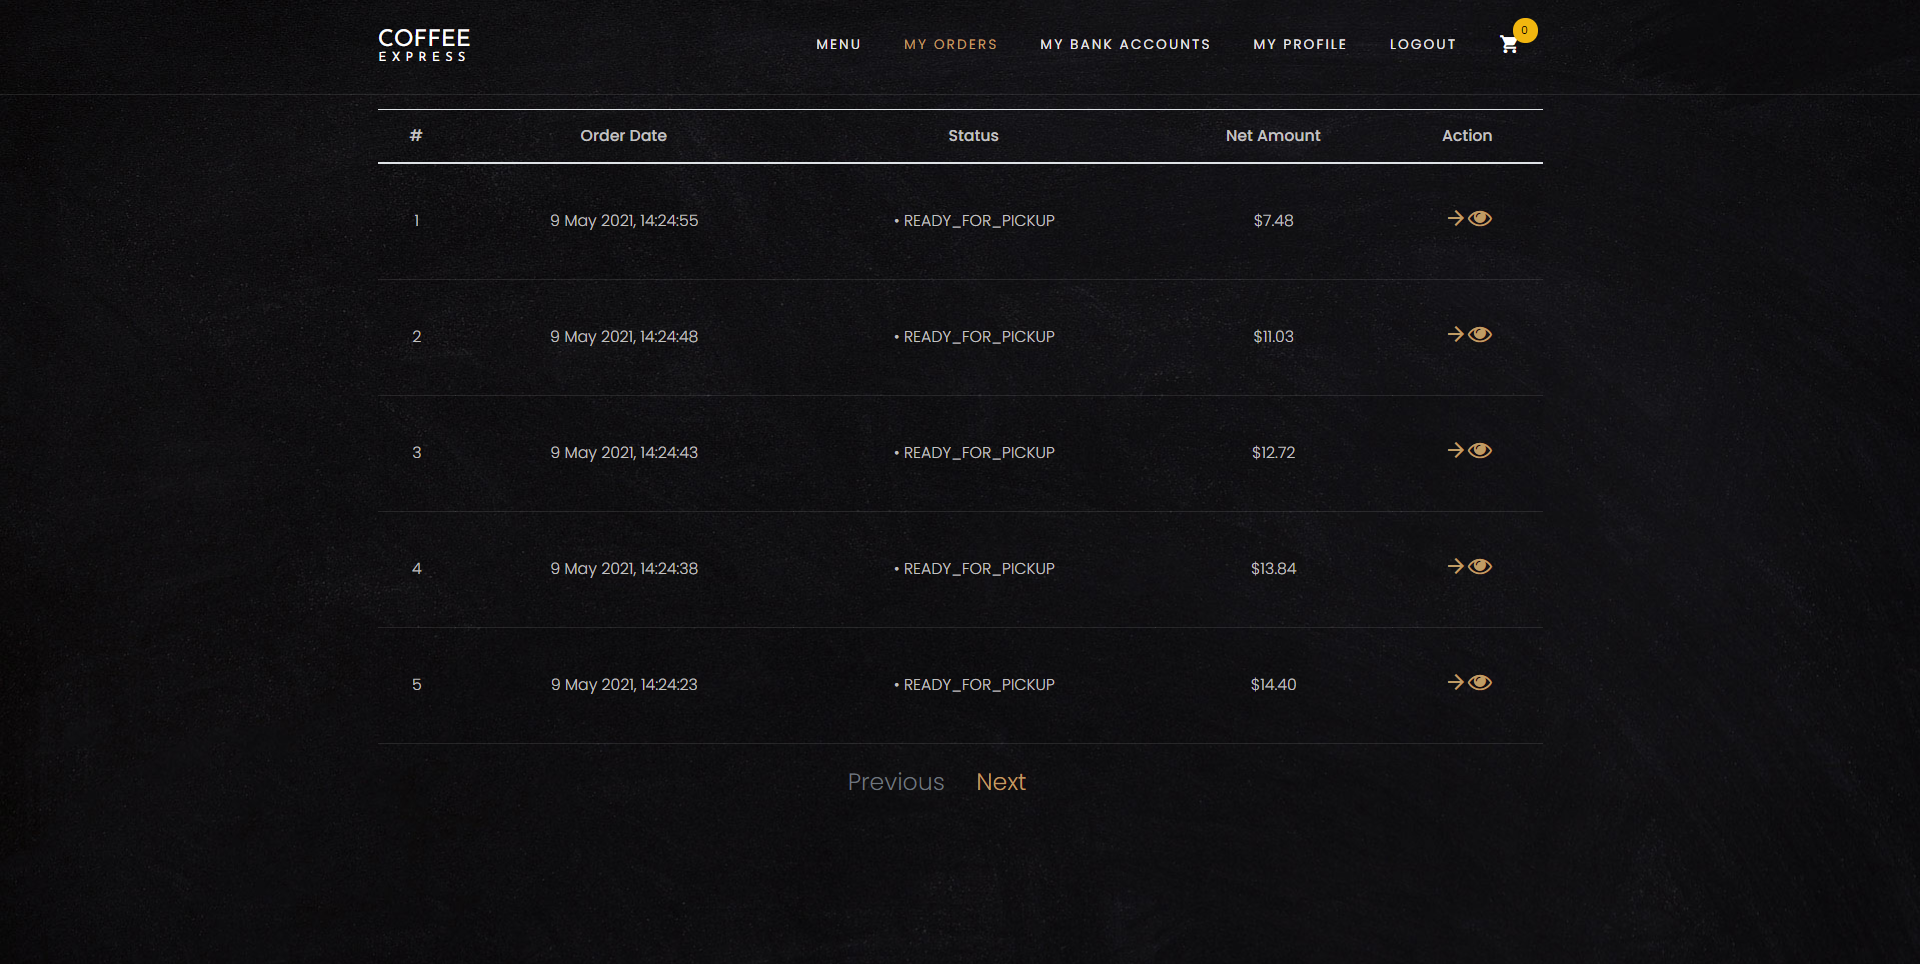 COFFEE
EXPRESS
MENU MY ORDERS MY BANK ACCOUNTS MY PROFILE LOGOUT 0
# Order Date Status Net Amount Action
1 9 May 2021, 14:24:55 • READY_FOR_PICKUP $7.48
2 9 May 2021, 14:24:48 • READY_FOR_PICKUP $11.03
3 9 May 2021, 14:24:43 • READY_FOR_PICKUP $12.72
4 9 May 2021, 14:24:38 • READY_FOR_PICKUP $13.84
5 9 May 2021, 14:24:23 • READY_FOR_PICKUP $14.40
Previous Next